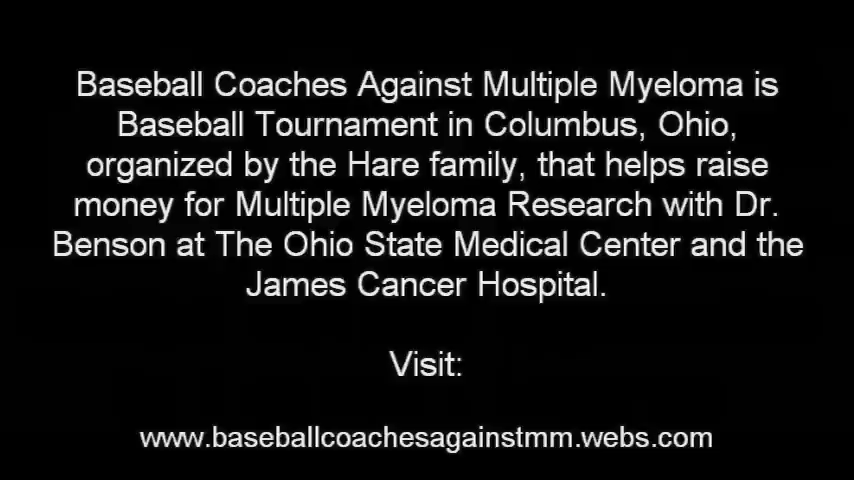 Baseball Coaches Against Multiple Myeloma is
Baseball Tournament in Columbus, Ohio,
organized by the Hare family, that helps raise
money for Multiple Myeloma Research with Dr.
Benson at The Ohio State Medical Center and the
James Cancer Hospital.
Visit:
www.baseballcoachesagainstmm.webs.com